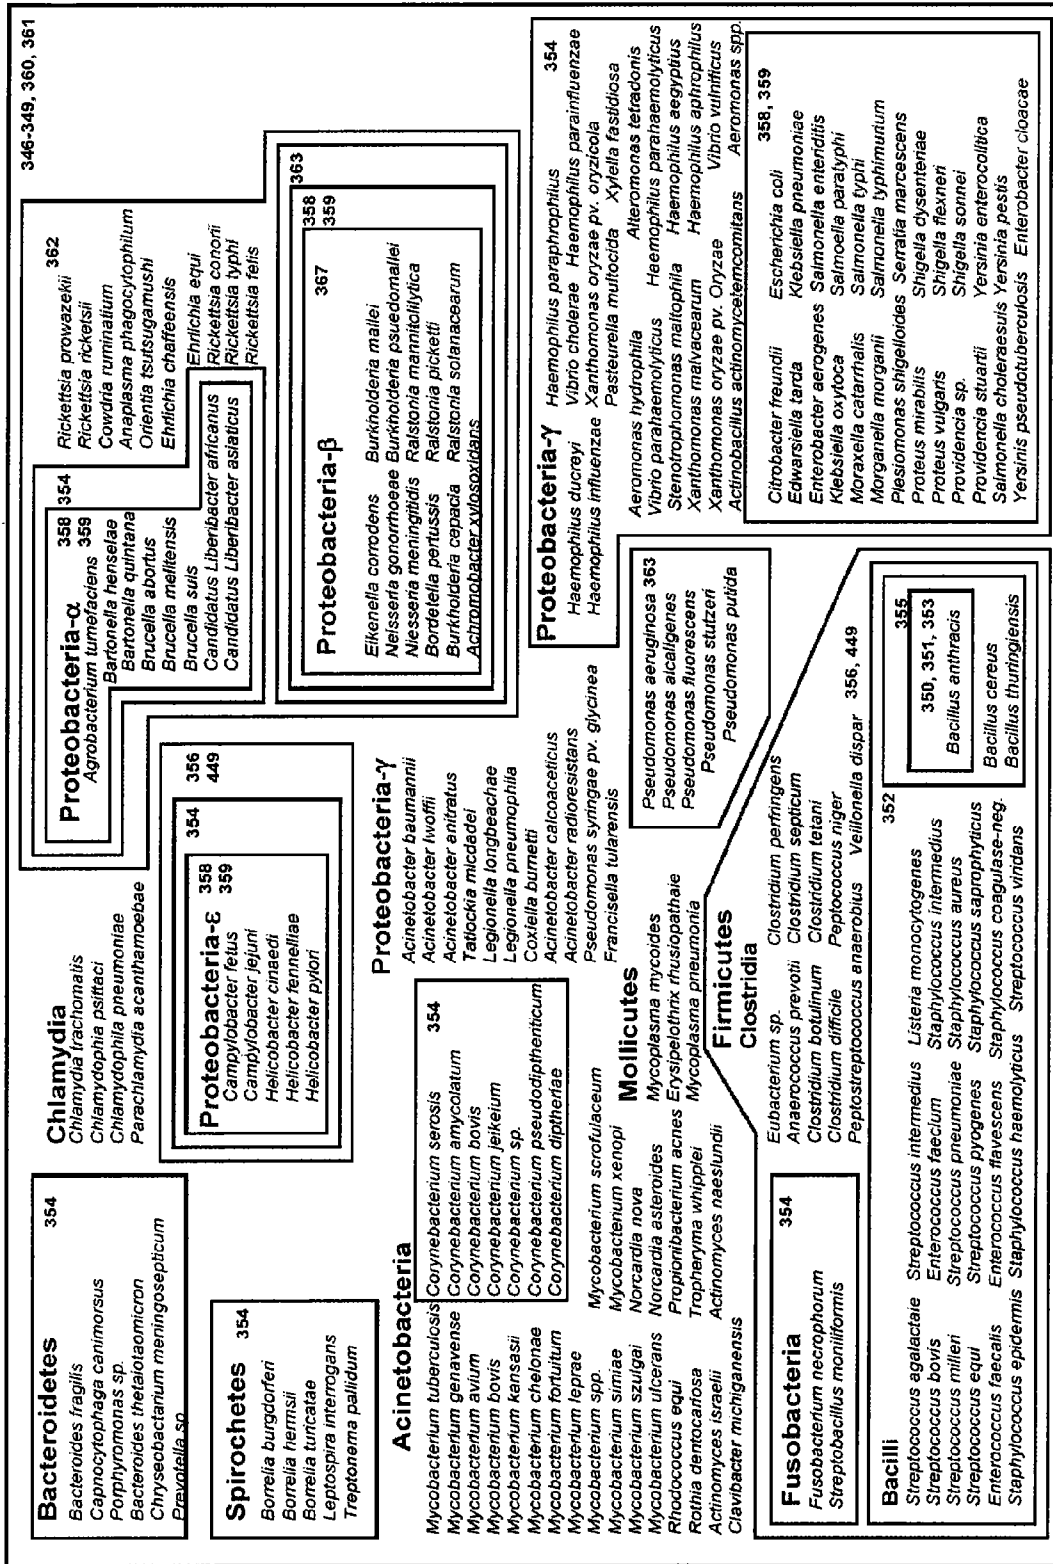 346-349, 360, 361
Bacteroidetes
354
Bacteroides fragilis
Capnocytophaga canimorsus
Porphyromonas sp.
Bacteroides thetaiotaomicron
Chryseobactarium meningosepticum
Prevotella sp
Spirochetes
354
Borrelia burgdorferi
Borrelia hermsii
Borrelia turicatae
Leptospira interrogans
Treptonema pallidum
Chlamydia
Chlamydia trachomatis
Chlamydophia psittaci
Chlamydophila pneumoniae
Parachlamydia acanthamoebae
Proteobacteria-ε
358
359
354
356
449
Campylobacter fetus
Campylobacter jejuni
Helicobacter cinaedi
Helicobacter fennelliae
Helicobacter pylori
Proteobacteria-α
358
359
354
Agrobacterium tumefaciens
Bartonella henselae
Bartonella quintana
Brucella abortus
Brucella mellitensis
Brucella suis
Candidatus Liberibacter africanus
Candidatus Liberibacter asiaticus
Rickettsia prowazekii 362
Rickettsia ricketsii
Cowdria ruminatium
Anaplasma phagocytophilum
Orientia tsutsugamushi
Ehrlichia chaffeensis
Ehrlichia equi
Rickettsia conorii
Rickettsia typhi
Rickettsia felis
Proteobacteria-β
367
358
359
363
Eikenella corrodens Burkholderia mallei
Neisseria gonorrhoeae Burkholderia psuedomallei
Niesseria meningitidis Ralstonia mannitolilytica
Bordetella pertussis Ralstonia picketti
Burkholderia cepacia Ralstonia solanacearum
Achromobacter xylosoxidans
Acinetobacteria
Mycobacterium tuberculosis
Mycobacterium genavense
Mycobacterium avium
Mycobacterium bovis
Mycobacterium kansasii
Mycobacterium chelonae
Mycobacterium fortuitum
Mycobacterium leprae
Mycobacterium spp.
Mycobacterium simiae
Mycobacterium szulgai
Mycobacterium ulcerans
Rhodococcus equi
Rothia dentocariosa
Actinomyces israelii
Clavibacter michiganensis
354
Corynebacterium serosis
Corynebacterium amycolatum
Corynebacterium bovis
Corynebacterium jeikeium
Corynebacterium sp.
Corynebacterium pseudodiptheriticum
Corynebacterium diptheriae
Mycobacterium scrofulaceum
Mycobacterium xenopi
Norcardia nova
Norcardia asteroides
Propionibacterium acnes
Tropheryma whipplei
Actinomyces naeslundii
Proteobacteria-γ
Acinetobacter baumannii
Acinetobacter lwoffii
Acinetobacter anitratus
Tatlockia micdadei
Legionella longbeachae
Legionella pneumophila
Coxiella burnetti
Acinetobacter calcoaceticus
Acinetobacter radioresistans
Pseudomonas syringae pv. glycinea
Francisella tularensis
Proteobacteria-γ
354
Haemophilus ducreyi
Haemophilus influenzae
Haemophilus paraphrophilus
Vibrio cholerae Haemophilus parainfluenzae
Xanthomonas oryzae pv. oryzicola
Pasteurella multocida Xylella fastidiosa
Aeromonas hydrophila Alteromonas tetradonis
Vibrio parahaemolyticus Haemophilus parahaemolyticus
Stenotrophomonas maltophila Haemophilus aegyptius
Xanthomonas malvacearum Haemophilus aphrophilus
Xanthomonas oryzae pv. Oryzae Vibrio vulnificus
Actinobacillus actinomycetemcomitans Aeromonas spp.
358, 359
Citrobacter freundii Escherichia coli
Edwarsiella tarda Klebsiella pneumoniae
Enterobacter aerogenes Salmonella enteriditis
Klebsiella oxytoca Salmoella paratyphi
Moraxella catarrhalis Salmonella typhi
Morganella morganii Salmonella typhimurium
Plesiomonas shigelloides Serratia marcescens
Proteus mirabilis Shigella dysenteriae
Proteus vulgaris Shigella flexneri
Providencia sp. Shigella sonnei
Providencia stuartii Yersinia enterocolitica
Salmonella choleraesuis Yersinia pestis
Yersinis pseudotuberculosis Enterobacter cloacae
Pseudomonas aeruginosa 363
Pseudomonas alcaligenes
Pseudomonas fluorescens
Pseudomonas stutzeri
Pseudomonas putida
Mollicutes
Mycoplasma mycoides
Erysipelothrix rhusiopathaie
Mycoplasma pneumonia
Firmicutes
Clostridia
Eubacterium sp. Clostridium perfingens
Anaerococcus prevotii Clostridium septicum
Clostridium botulinum Clostridium tetani
Clostridium difficile Peptococcus niger
Peptostreptococcus anaerobius Veillonella dispar 356, 449
Fusobacteria
354
Fusobacterium necrophorum
Streptobacillus moniliformis
Bacilli
352
Streptococcus agalactaie Streptococcus intermedius Listeria monocytogenes
Streptococcus bovis Enterococcus faecium Staphylococcus intermedius
Streptococcus milleri Streptococcus pneumoniae Staphylococcus aureus
Streptococcus equi Streptococcus pyogenes Staphylococcus saprophyticus
Enterococcus faecalis Enterococcus flavescens Staphylococcus coagulase-neg.
Staphylococcus epidermis Staphylococcus haemolyticus Streptococcus viridans
355
350, 351, 353
Bacillus anthracis
Bacillus cereus
Bacillus thuringiensis